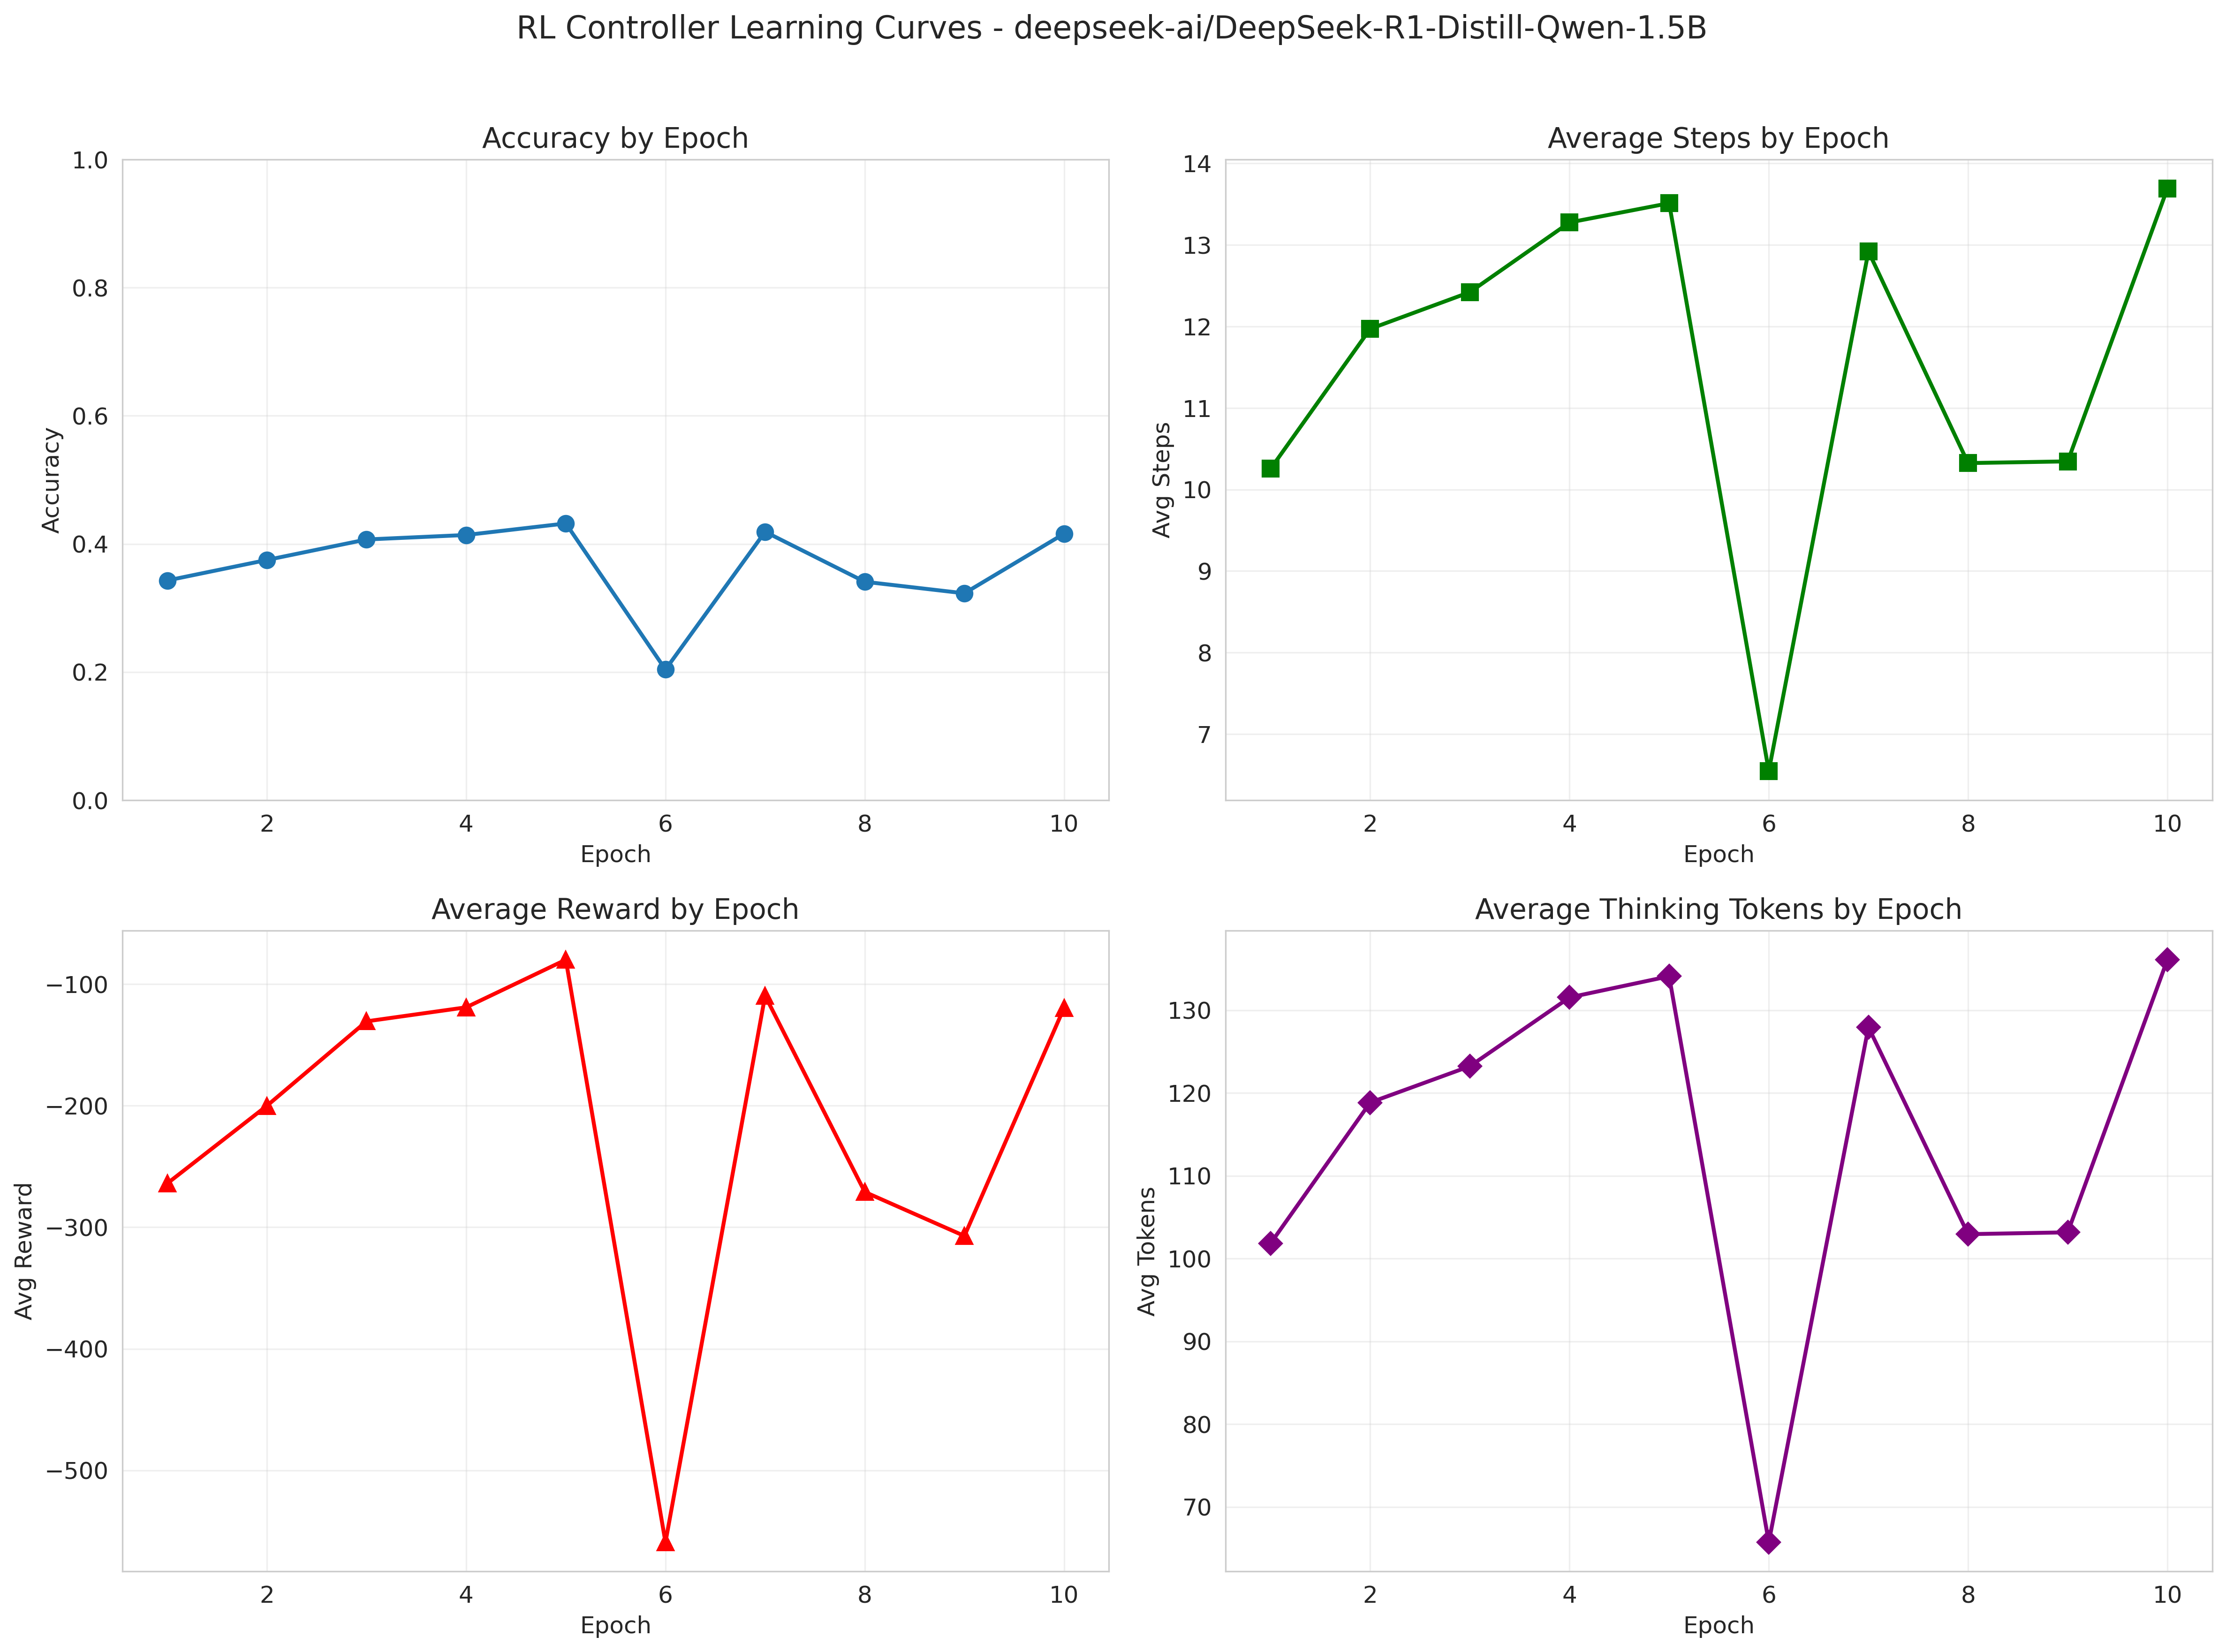 RL Controller Learning Curves - deepseek-ai/DeepSeek-R1-Distill-Qwen-1.5B
Accuracy by Epoch
1.0
0.8
0.6
0.4
0.2
0.0
Accuracy
2 4 6 8 10
Epoch
Average Steps by Epoch
14
13
12
11
10
9
8
7
Avg Steps
2 4 6 8 10
Epoch
Average Reward by Epoch
−100
−200
−300
−400
−500
Avg Reward
2 4 6 8 10
Epoch
Average Thinking Tokens by Epoch
130
120
110
100
90
80
70
Avg Tokens
2 4 6 8 10
Epoch